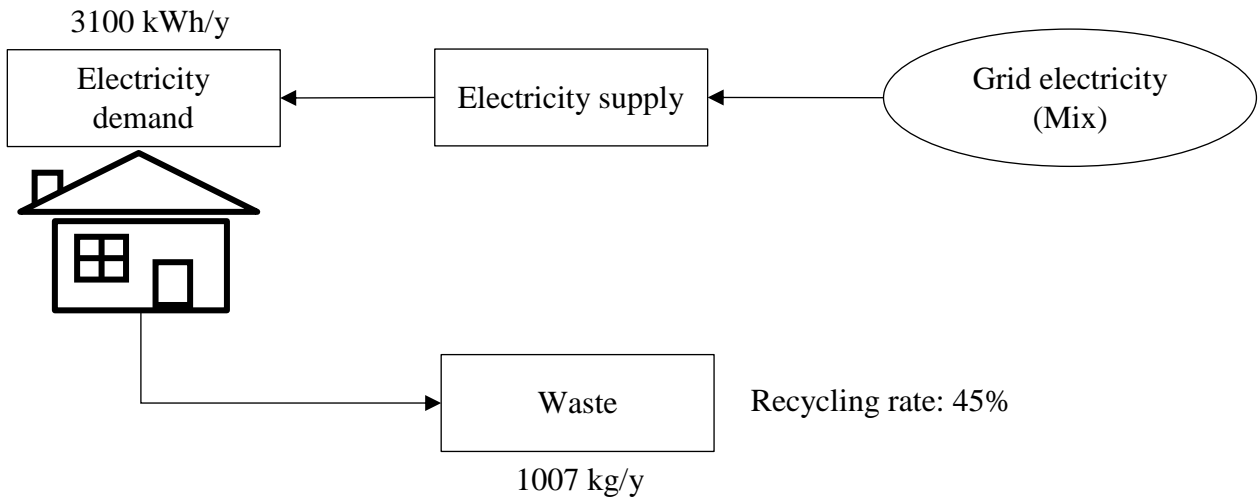 3100 kWh/y
Electricity
demand
Electricity supply
Grid electricity
(Mix)
Waste
Recycling rate: 45%
1007 kg/y